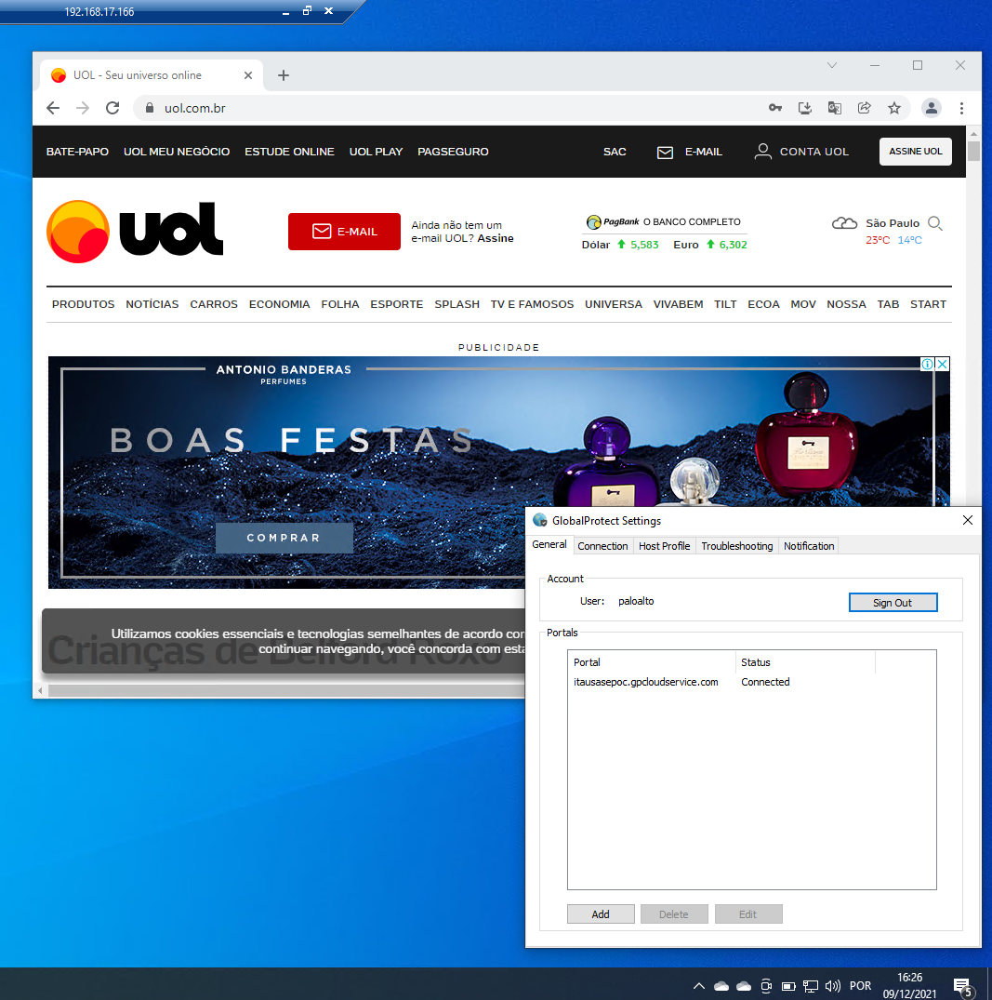 192.168.17.166
UOL - Seu universo online
uol.com.br
BATE-PAPO UOL MEU NEGÓCIO ESTUDE ONLINE UOL PLAY PAGSEGURO SAC E-MAIL CONTA UOL ASSINE UOL
uol
E-MAIL
Ainda não tem um
e-mail UOL? Assine
PagBank O BANCO COMPLETO
Dólar 5,583 Euro 6,302
São Paulo
23ºC 14ºC
PRODUTOS NOTÍCIAS CARROS ECONOMIA FOLHA ESPORTE SPLASH TV E FAMOSOS UNIVERSA VIVABEM TILT ECOA MOV NOSSA TAB START
PUBLICIDADE
ANTONIO BANDERAS
PERFUMES
BOAS FESTAS
COMPRAR
Utilizamos cookies essenciais e tecnologias semelhantes de acordo com
continuar navegando, você concorda com esta
Crianças de Belford Roxo
GlobalProtect Settings
General Connection Host Profile Troubleshooting Notification
Account
User: paloalto
Sign Out
Portals
Portal Status
itausasepoc.gpcloudservice.com Connected
Add Delete Edit
POR
16:26
09/12/2021
5